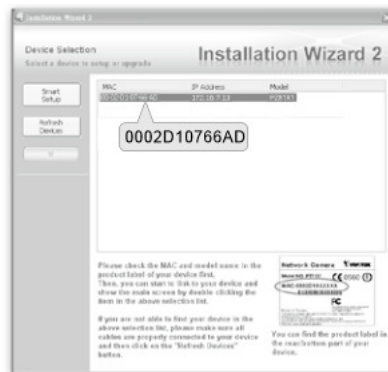 Installation Wizard 2
Device Selection
Select a device to setup or upgrade
Installation Wizard 2
Smart
Setup
Refresh
Devices
MAC IP Address Model
0002D10766AD
Please check the MAC and model name in the
product label of your device first.
Then, you can start to link to your device and
show the main screen by double clicking the
item in the above selection list.
If you are not able to find your device in the
above selection list, please make sure all
cables are properly connected to your device
and then click on the "Refresh Devices"
button.
Network Camera
0560
FC
You can find the product label in
the rear/bottom part of your
device.